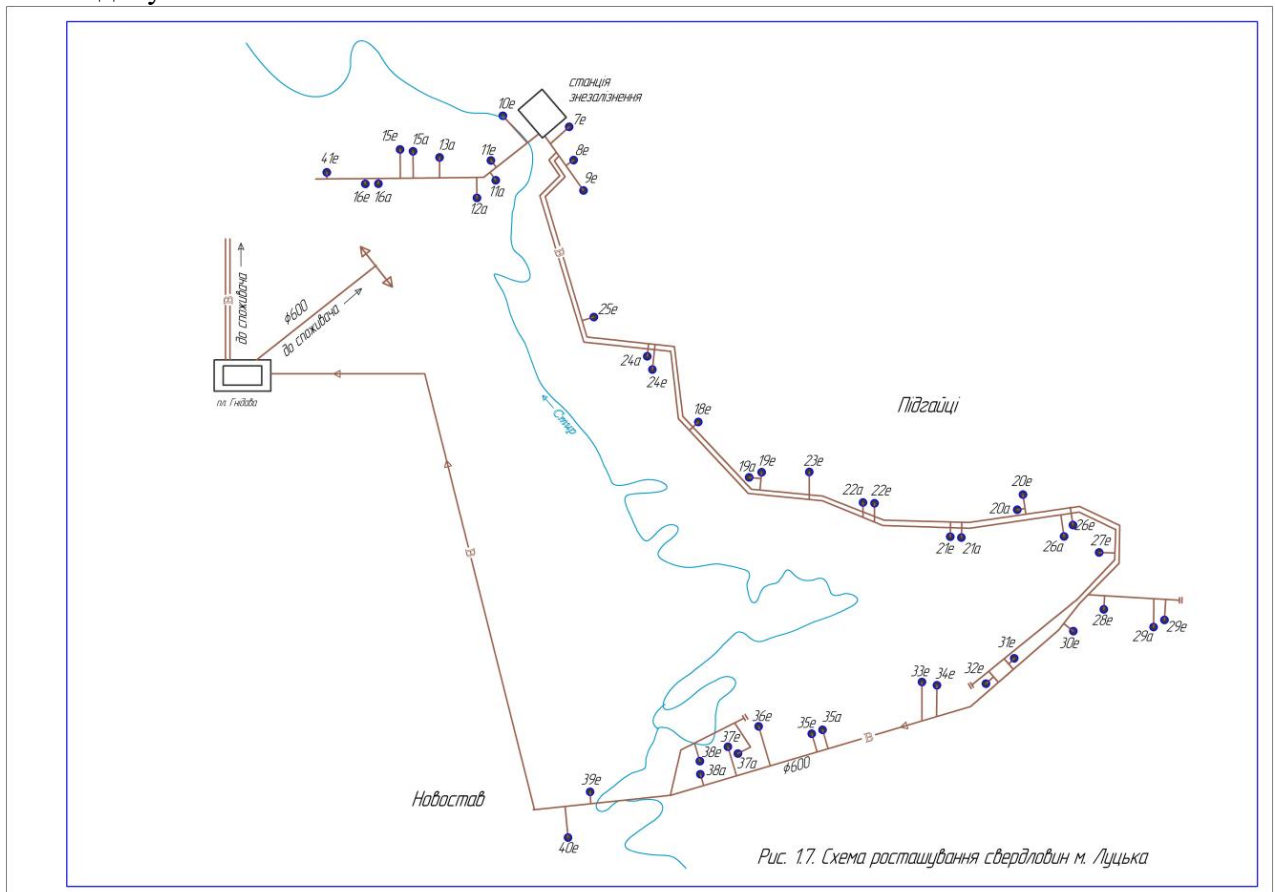 станція
знезалізнення
10е
7е
8е
9е
15е
15а
13а
11е
41е
16е
16а
12а
11а
В
до споживача
В
ϕ600
до споживача
25е
24а
24е
пл. Гнідава
Підгайці
Стир
18е
19а
19е
23е
22а
22е
20е
20а
21е
21а
26а
26е
27е
В
28е
29а
29е
30е
31е
32е
33е
34е
В
36е
35е
35а
37е
38е
37а
38а
ϕ600
39е
Новостав
40е
Рис. 1.7. Схема росташування свердловин м. Луцька